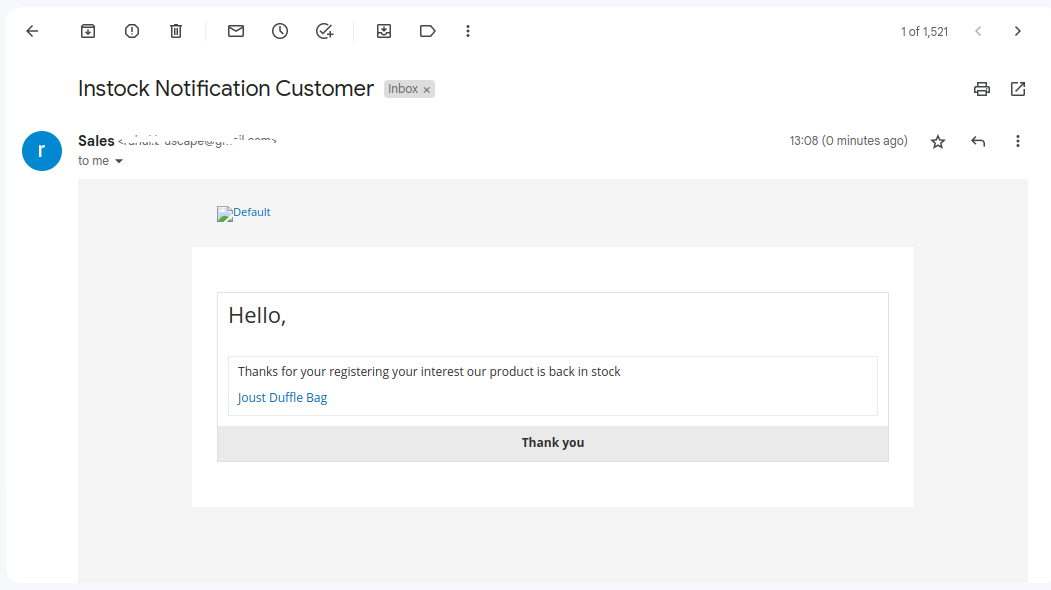 1 of 1,521
Instock Notification Customer Inbox ×
r
Sales
13:08 (0 minutes ago)
to me
Default
Hello,
Thanks for your registering your interest our product is back in stock
Joust Duffle Bag
Thank you